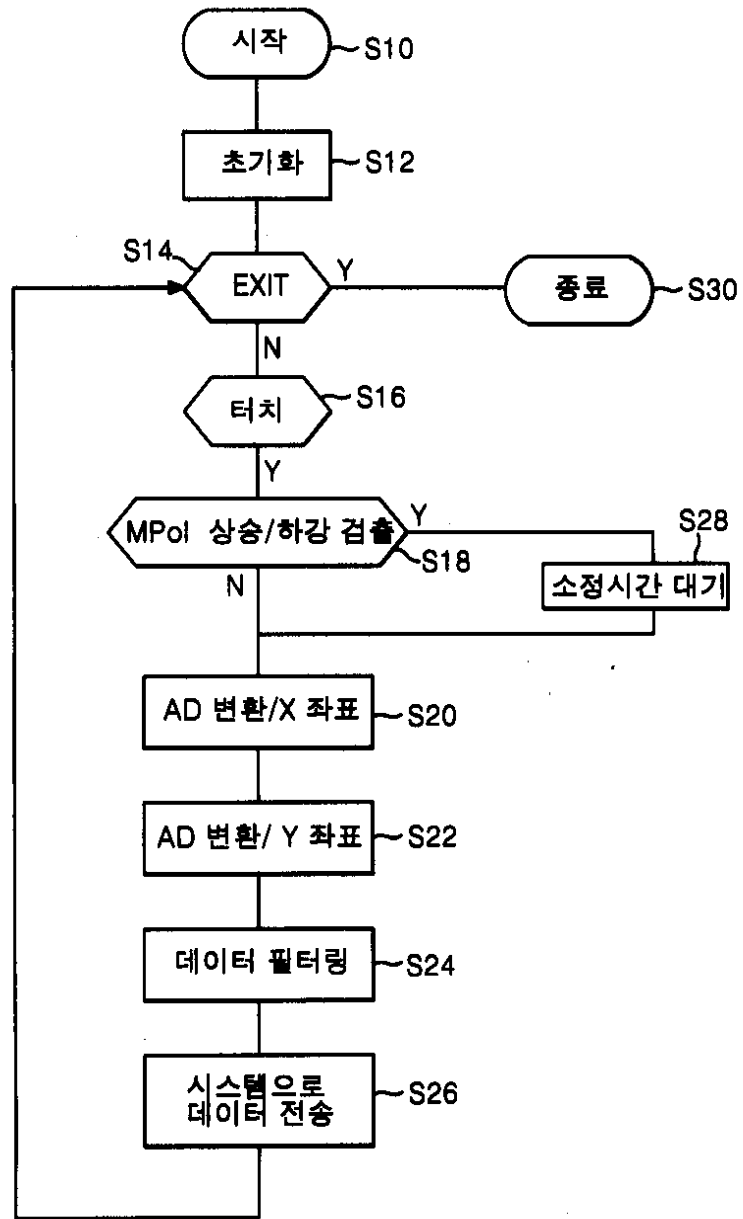 시작
S10
초기화
S12
S14
EXIT
Y
종료
S30
N
터치
S16
Y
MPol 상승/하강 검출
Y
S18
S28
소정시간 대기
N
AD 변환/X 좌표
S20
AD 변환/ Y 좌표
S22
데이터 필터링
S24
시스템으로
데이터 전송
S26